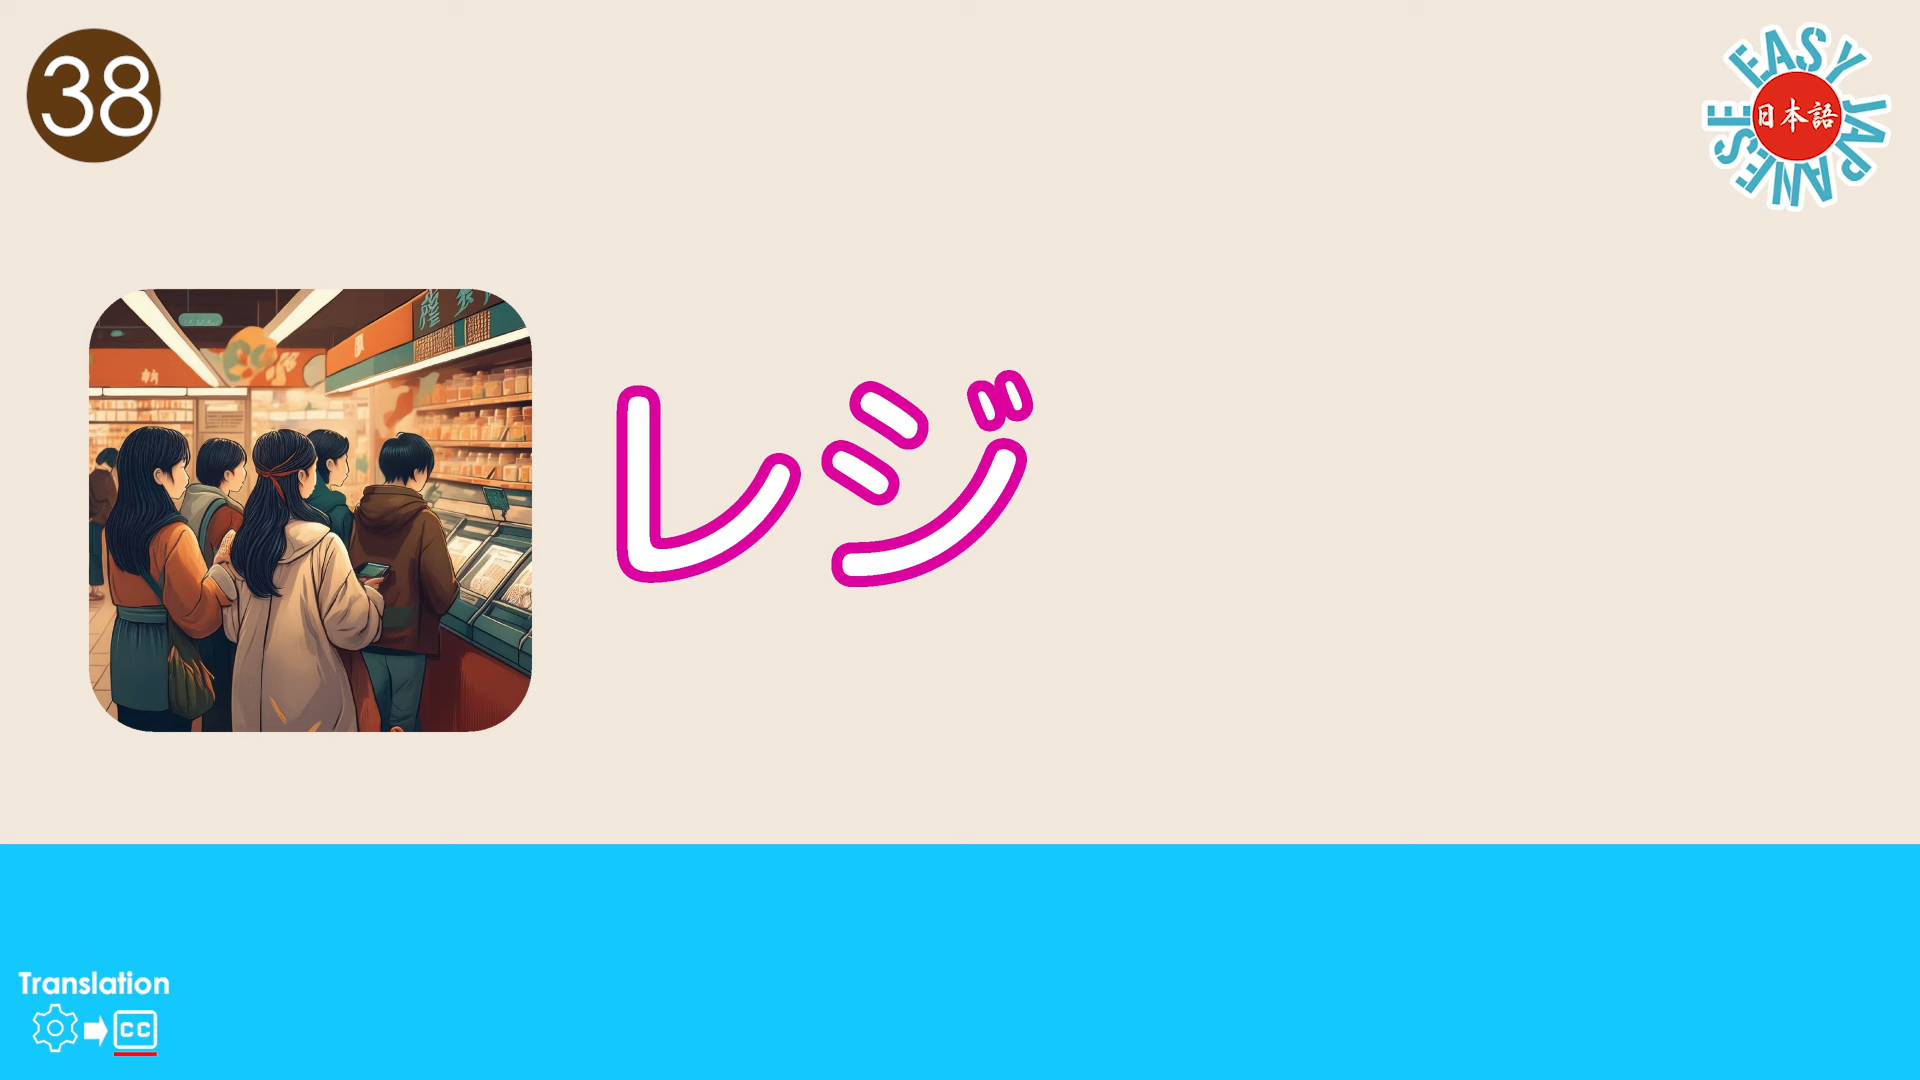 38
EASY JAPANESE
日本語
レジ
Translation
CC